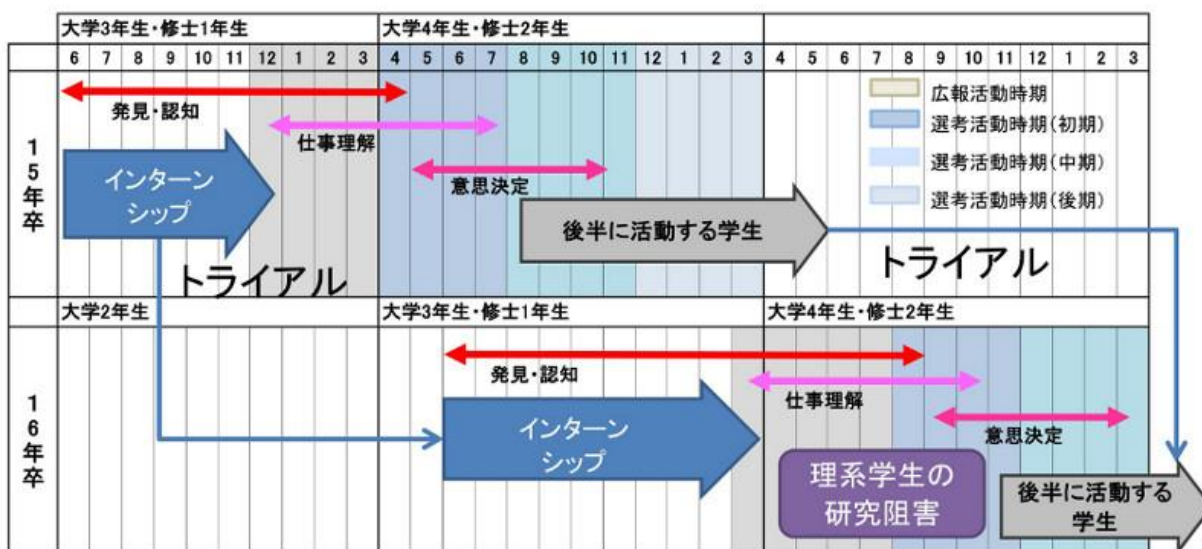 大学3年生・修士1年生
大学4年生・修士2年生
6 7 8 9 10 11 12 1 2 3 4 5 6 7 8 9 10 11 12 1 2 3 4 5 6 7 8 9 10 11 12 1 2 3
15年卒
発見・認知
仕事理解
意思決定
インターン
シップ
後半に活動する学生
トライアル
広報活動時期
選考活動時期(初期)
選考活動時期(中期)
選考活動時期(後期)
トライアル
大学2年生
大学3年生・修士1年生
大学4年生・修士2年生
16年卒
発見・認知
仕事理解
意思決定
インターン
シップ
理系学生の
研究阻害
後半に活動する
学生